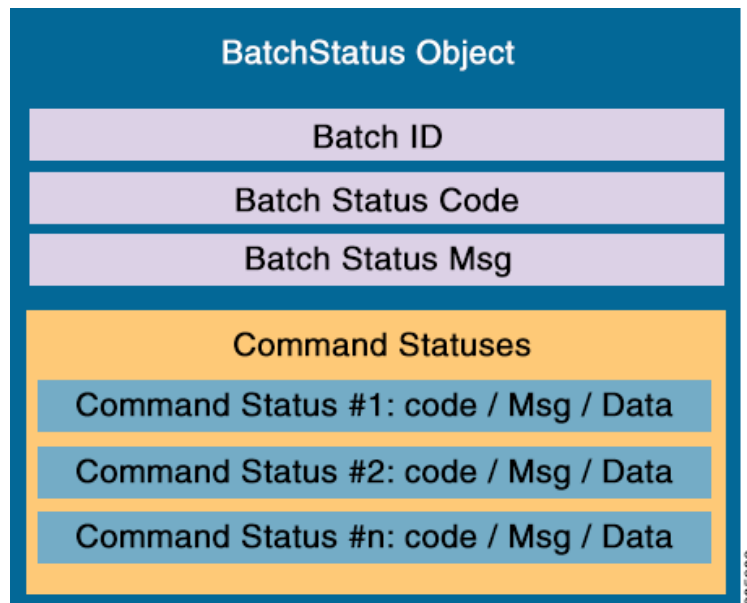 BatchStatus Object
Batch ID
Batch Status Code
Batch Status Msg
Command Statuses
Command Status #1: code / Msg / Data
Command Status #2: code / Msg / Data
Command Status #n: code / Msg / Data